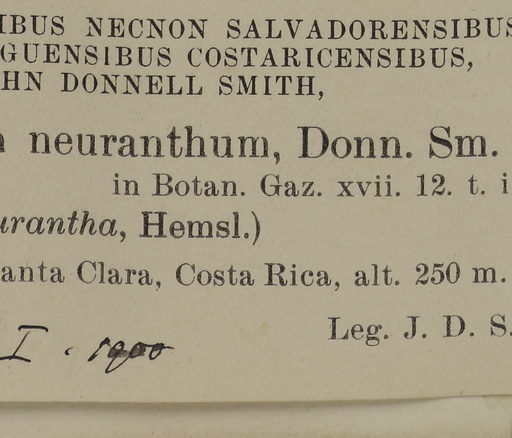 IBUS NECNON SALVADORENSIBUS
GUENSIBUS COSTARICENSIBUS,
HN DONNELL SMITH,
neuranthum, Donn. Sm.
in Botan. Gaz. xvii. 12. t. i
urantha, Hemsl.)
anta Clara, Costa Rica, alt. 250 m.
Leg. J. D. S.
I . 1900